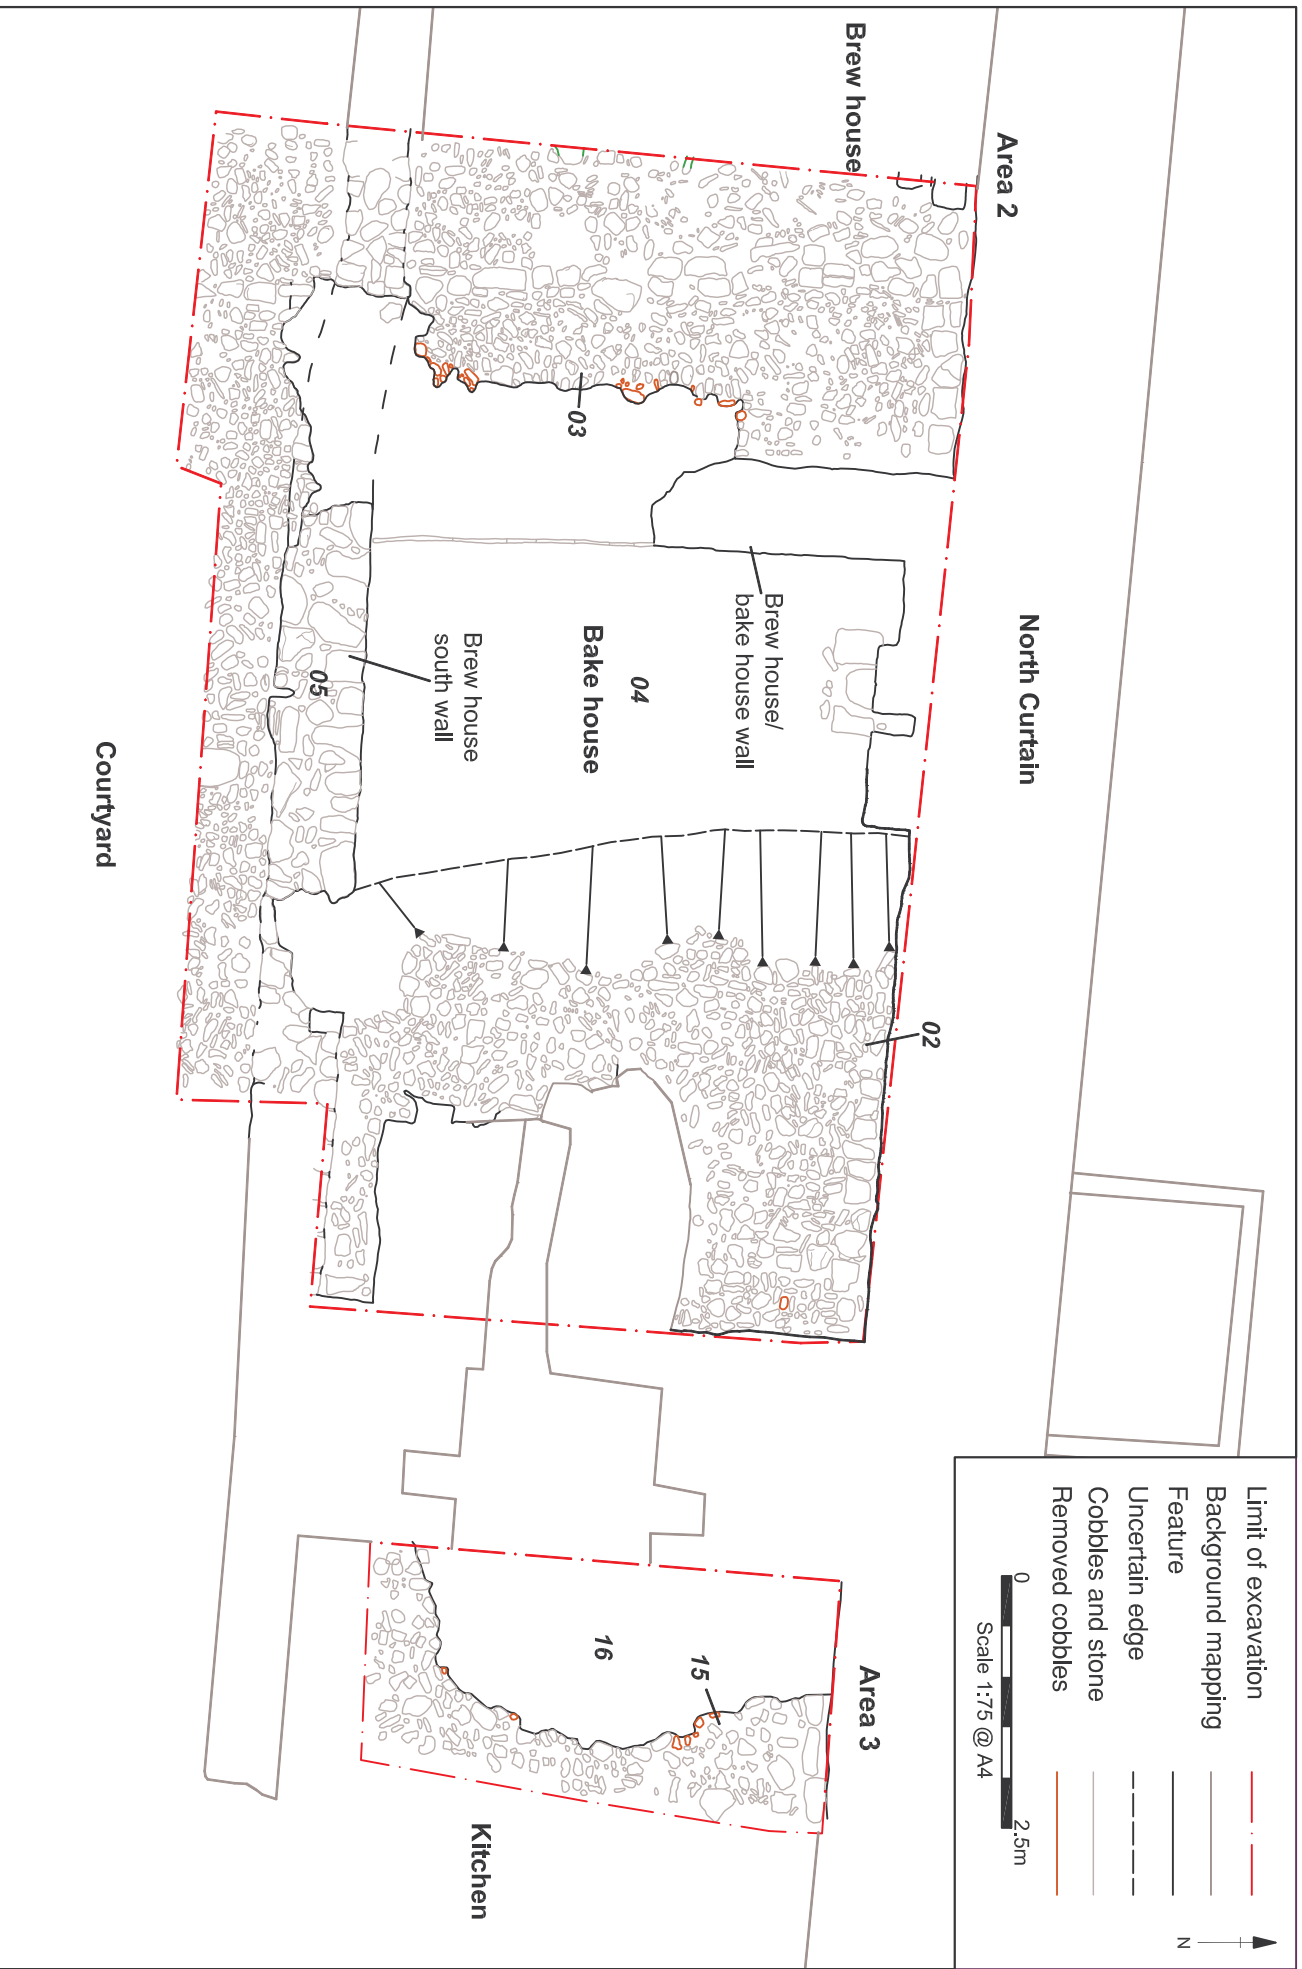 Area 2
Brew house
North Curtain
03
Brew house/
bake house wall
04
Bake house
Brew house
south wall
05
02
Courtyard
Area 3
15
16
Kitchen
Limit of excavation
Background mapping
Feature
Uncertain edge
Cobbles and stone
Removed cobbles
0
2.5m
Scale 1:75 @ A4
N